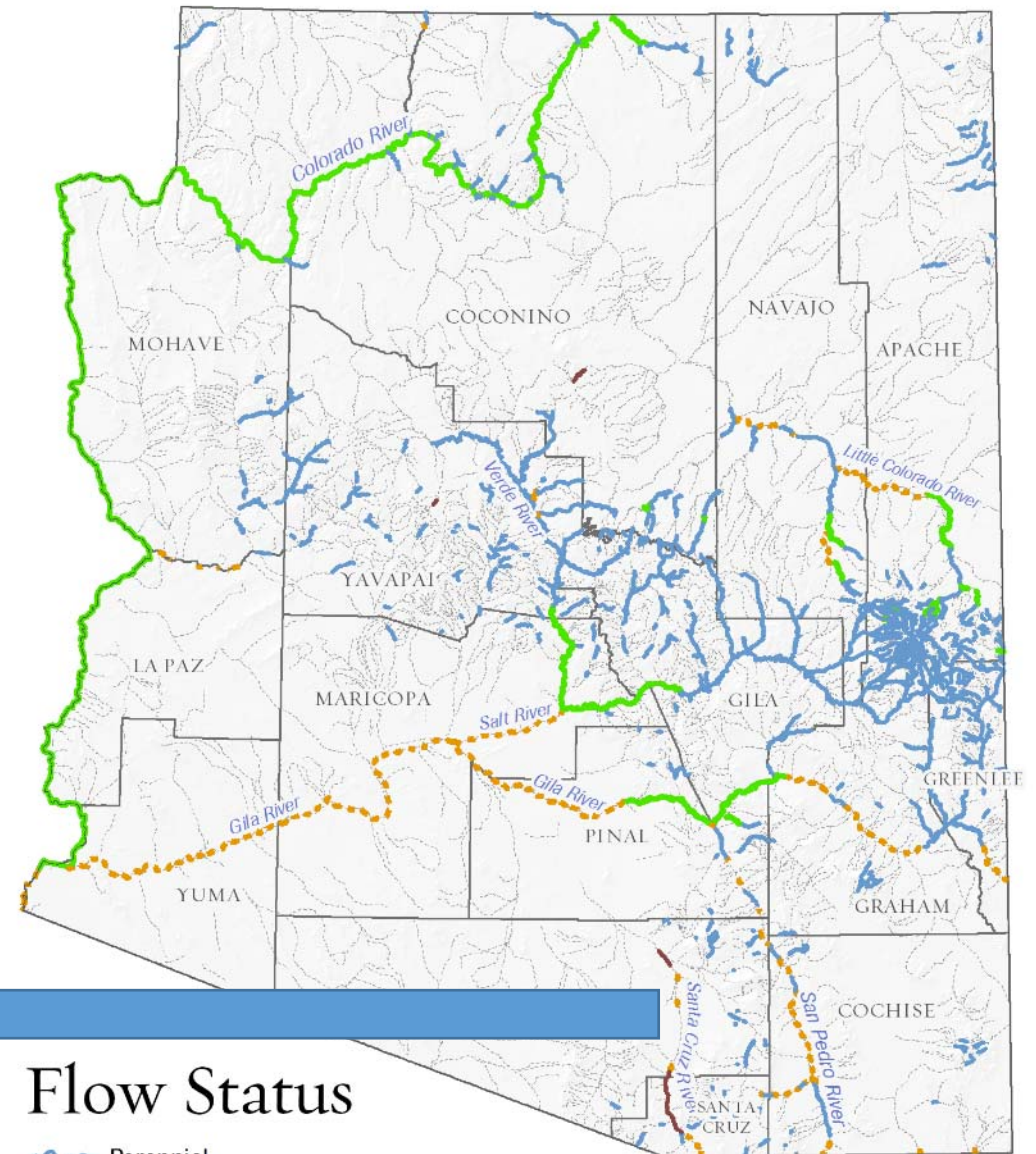 Colorado River
COCONINO
NAVAJO
MOHAVE
APACHE
Little Colorado River
Verde River
YAVAPAI
LA PAZ
MARICOPA
GILA
Salt River
GREENLEE
Gila River
Gila River
PINAL
YUMA
GRAHAM
Santa Cruz River
San Pedro River
COCHISE
SANTA
CRUZ
Flow Status
Perennial